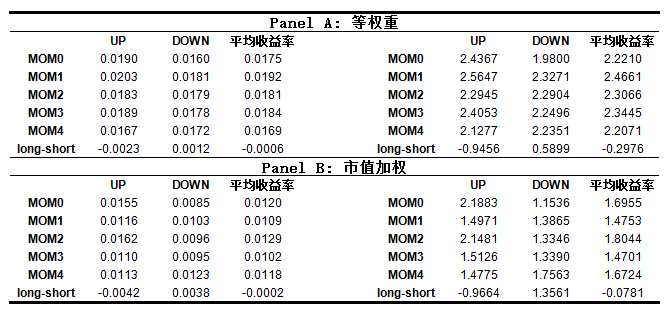 Panel A: 等权重
UP DOWN 平均收益率 UP DOWN 平均收益率
MOM0 0.0190 0.0160 0.0175 MOM0 2.4367 1.9800 2.2210
MOM1 0.0203 0.0181 0.0192 MOM1 2.5647 2.3271 2.4661
MOM2 0.0183 0.0179 0.0181 MOM2 2.2945 2.2904 2.3066
MOM3 0.0189 0.0178 0.0184 MOM3 2.4053 2.2496 2.3445
MOM4 0.0167 0.0172 0.0169 MOM4 2.1277 2.2351 2.2071
long-short -0.0023 0.0012 -0.0006 long-short -0.9456 0.5899 -0.2976
Panel B: 市值加权
UP DOWN 平均收益率 UP DOWN 平均收益率
MOM0 0.0155 0.0085 0.0120 MOM0 2.1883 1.1536 1.6955
MOM1 0.0116 0.0103 0.0109 MOM1 1.4971 1.3865 1.4753
MOM2 0.0162 0.0096 0.0129 MOM2 2.1481 1.3346 1.8044
MOM3 0.0110 0.0095 0.0102 MOM3 1.5126 1.3390 1.4701
MOM4 0.0113 0.0123 0.0118 MOM4 1.4775 1.7563 1.6724
long-short -0.0042 0.0038 -0.0002 long-short -0.9664 1.3561 -0.0781